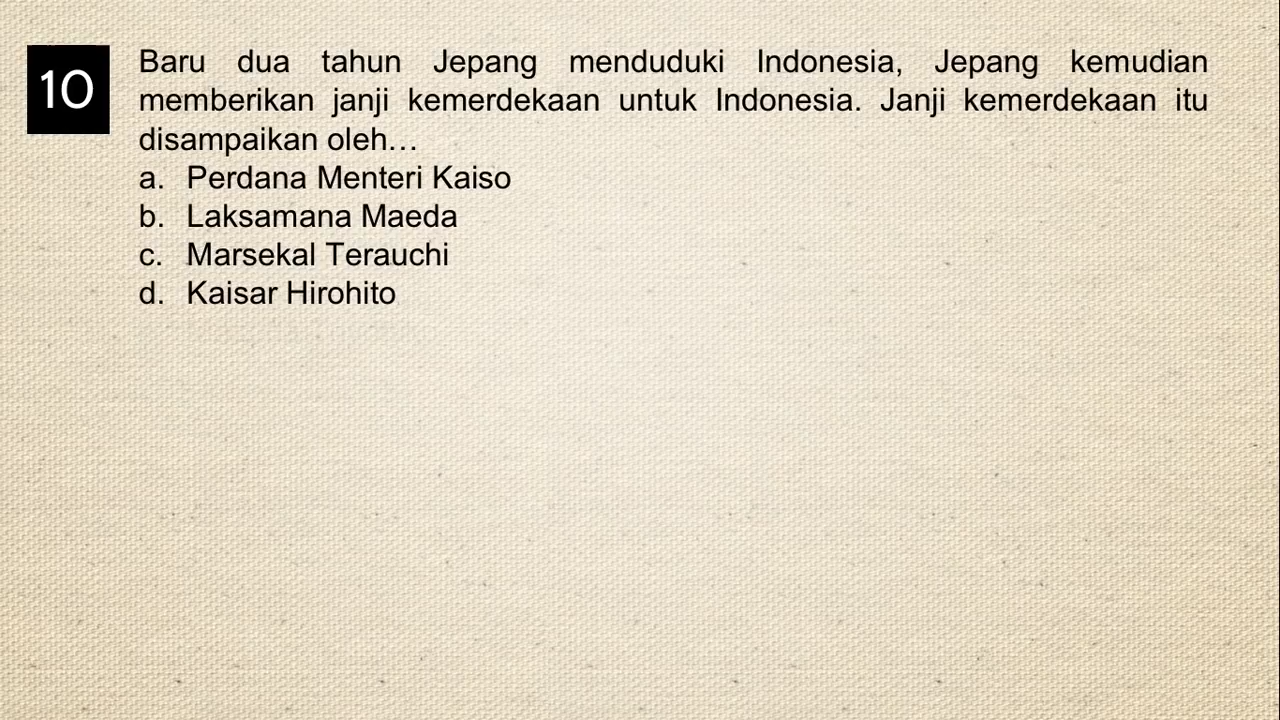 10
Baru dua tahun Jepang menduduki Indonesia, Jepang kemudian
memberikan janji kemerdekaan untuk Indonesia. Janji kemerdekaan itu
disampaikan oleh…
a. Perdana Menteri Kaiso
b. Laksamana Maeda
c. Marsekal Terauchi
d. Kaisar Hirohito